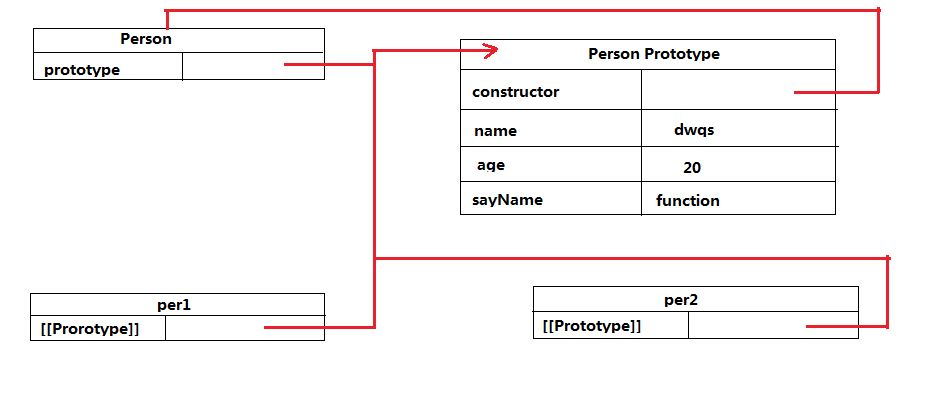 Person
prototype
Person Prototype
constructor
name dwqs
age 20
sayName function
per1
[[Prorotype]]
per2
[[Prototype]]